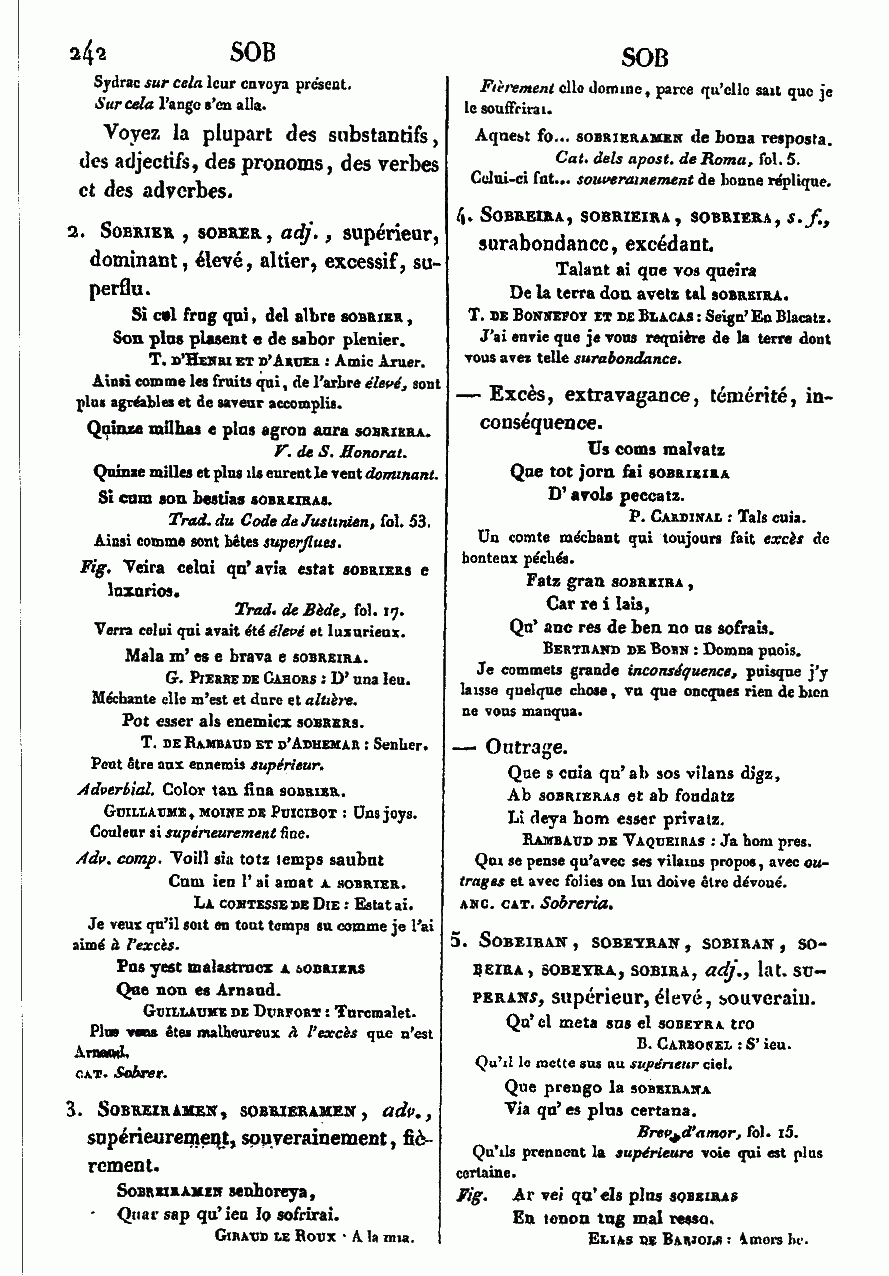 242 SOB
Sydrac sur cela leur envoya présent.
Sur cela l'ange s'en alla.
Voyez la plupart des substantifs,
des adjectifs, des pronoms, des verbes
et des adverbes.
2. Sobrier , sobrer, adj. , supérieur,
dominant, élevé, altier, excessif, su-
perflu.
Si col frug qui, del albre sobrier,
Son plus plasent e de sabor plenier.
T. d'Henri et d'Aruer : Amic Aruer.
Ainsi comme les fruits qui, de l'arbre élevé, sont
plus agréables et de saveur accomplis.
Quinze milhas e plus agron aura sobriera.
V. de S. Honorat.
Quinze milles et plus ils eurent le vent dominant.
Si cum son bestias sobreiras.
Trad. du Code de Justinien, fol. 53.
Ainsi comme sont bêtes superflues.
Fig. Veira celui qu'avia estat sobriers e
luxurios.
Trad. de Bède, fol. 17.
Verra celui qui avait été élevé et luxurieux.
Mala m'es e brava e sobreira.
G. Pierre de Cahors : D'una leu.
Méchante elle m'est et dure et altière.
Pot esser als enemicx sobrers.
T. de Rambaud et d'Adhemar : Senher.
Peut être aux ennemis supérieur.
Adverbial. Color tan fina sobrier.
Guillaume, moine de Puicibot : Uns joys.
Couleur si supérieurement fine.
Adv. comp. Voill sia totz temps saubut
Cum ieu l'ai amat a sobrier.
La comtesse de Die : Estat ai.
Je veux qu'il soit en tout temps su comme je l'ai
aimé à l'excès.
Pus yest malastrucx a sobriers
Que non es Arnaud.
Guillaume de Durfort : Turcmalet.
Plus vous êtes malheureux à l'excès que n'est
Arnaud.
cat. Sobrer.
3. Sobreiramen, sobrieramen, adv.,
supérieurement, souverainement, fiè-
rement.
Sobreiramen senhoreya,
Quar sap qu'ieu lo sofrirai.
Giraud le Roux : A la mia.
SOB
Fièrement elle domine, parce qu'elle sait que je
le souffrirai.
Aquest fo... sobrieramen de bona resposta.
Cat. dels apost. de Roma, fol. 5.
Celui-ci fut... souverainement de bonne réplique.
4. Sobreira, sobrieira, sobriera, s. f.,
surabondance, excédant.
Talant ai que vos queira
De la terra don avetz tal sobreira.
T. de Bonnefoy et de Blacas : Seign' En Blacatz.
J'ai envie que je vous requière de la terre dont
vous avez telle surabondance.
— Excès, extravagance, témérité, in-
conséquence.
Us coms malvatz
Que tot jorn fai sobrieira
D'avols peccatz.
P. Cardinal : Tals cuia.
Un comte méchant qui toujours fait excès de
honteux péchés.
Fatz gran sobreira,
Car re i lais,
Qu' anc res de ben no us sofrais.
Bertrand de Born : Domna puois.
Je commets grande inconséquence, puisque j'y
laisse quelque chose, vu que oncques rien de bien
ne vous manqua.
— Outrage.
Que s cuia qu'ab sos vilans digz,
Ab sobrieras et ab foudatz
Li deya hom esser privatz.
Rambaud de Vaqueiras : Ja hom pres.
Qui se pense qu'avec ses vilains propos, avec ou-
trages et avec folies on lui doive être dévoué.
anc. cat. Sobreria.
5. Sobeiran, sobeyran, sobiran, so-
beira, sobeyra, sobira, adj., lat. su-
perans, supérieur, élevé, souverain.
Qu'el meta sus el sobeyra tro
B. Carbonel : S' ieu.
Qu'il le mette sus au supérieur ciel.
Que prengo la sobeirana
Via qu'es plus certana.
Brev. d'amor, fol. 15.
Qu'ils prennent la supérieure voie qui est plus
certaine.
Fig. Ar vei qu'els plus sobeiras
En tenon tug mal resso.
Elias de Barjols : Amors be.